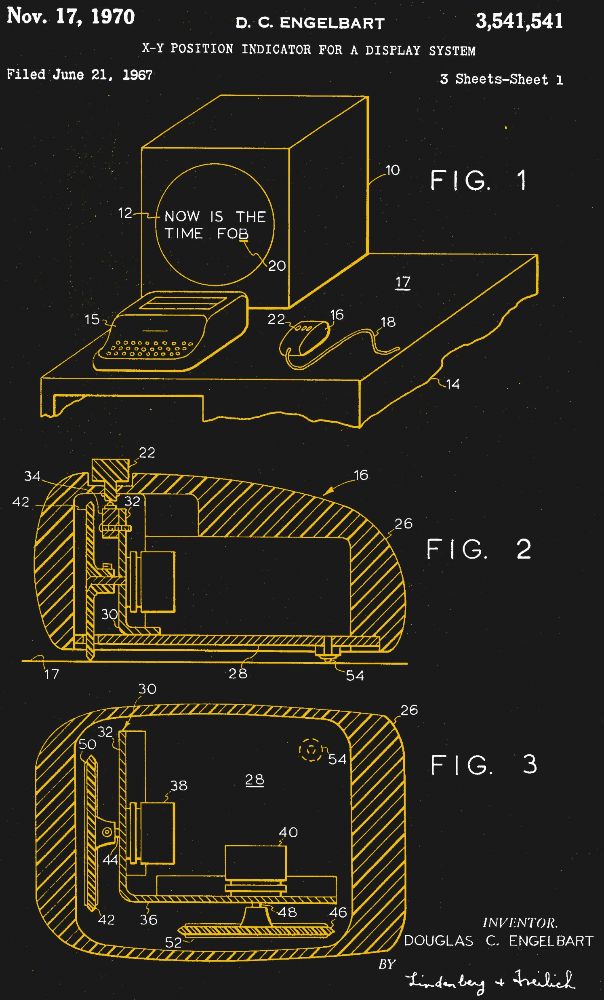 Nov. 17, 1970 D. C. ENGELBART 3,541,541
X-Y POSITION INDICATOR FOR A DISPLAY SYSTEM
Filed June 21, 1967 3 Sheets-Sheet 1
10
FIG. 1
12
NOW IS THE
TIME FOB
20
17
15
22
16
18
14
22
34
16
42
32
26
FIG. 2
30
17
28
54
30
26
32
50
54
FIG. 3
28
38
40
44
48
46
42
36
52
INVENTOR.
DOUGLAS C. ENGELBART
BY
Lindenberg + Freilich